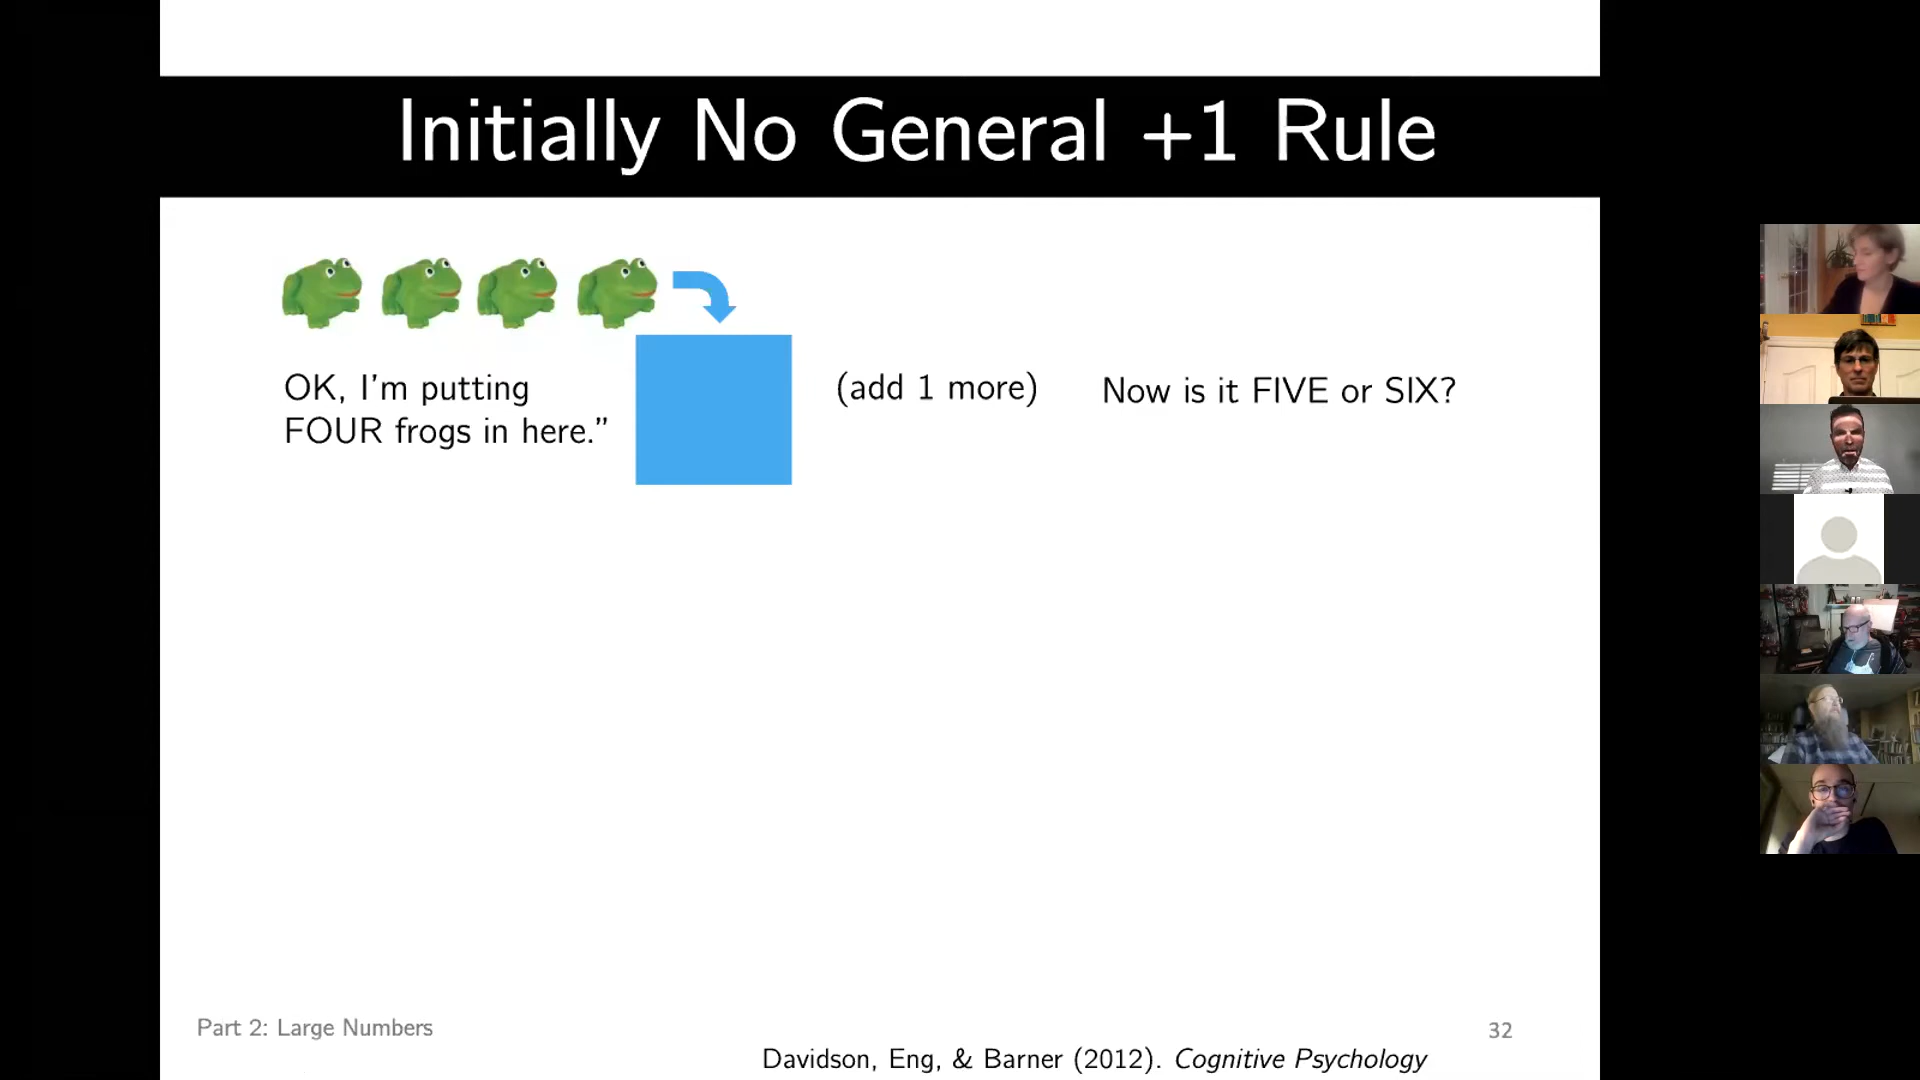 Initially No General +1 Rule
OK, I'm putting
FOUR frogs in here.”
(add 1 more)
Now is it FIVE or SIX?
Part 2: Large Numbers
32
Davidson, Eng, & Barner (2012). Cognitive Psychology